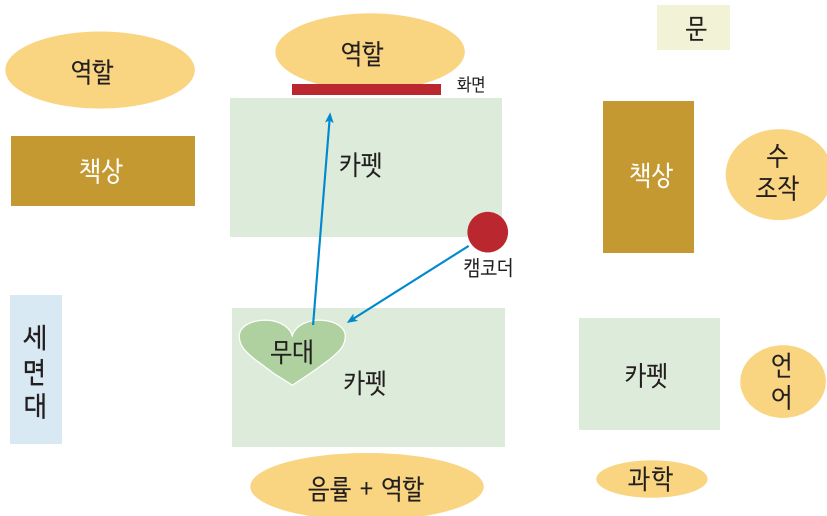 문
역할
역할
화면
책상
카펫
책상
수
조작
캠코더
세
면
대
무대
카펫
카펫
언
어
음률 + 역할
과학